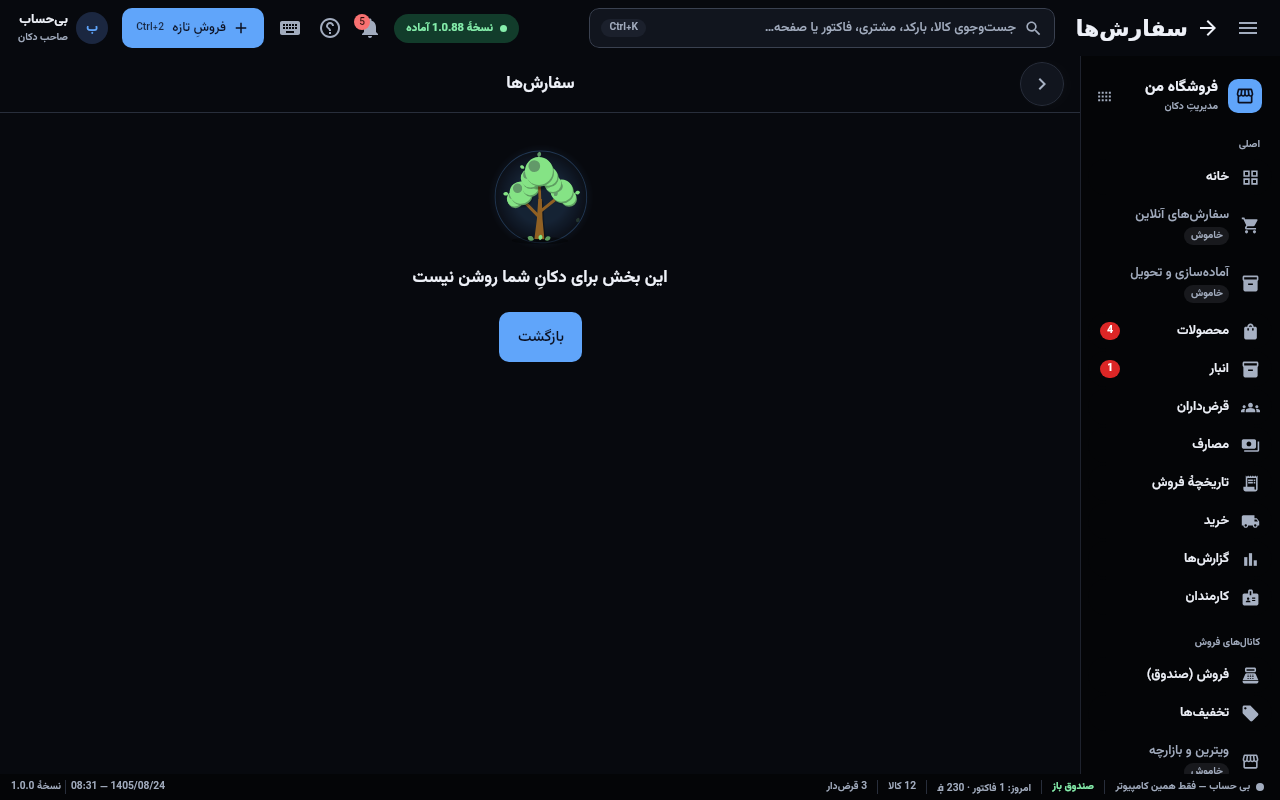 سفارش‌ها
جست‌وجوی کالا، بارکد، مشتری، فاکتور یا صفحه…
Ctrl+K
نسخهٔ 1.0.88 آماده
5
فروشِ تازه
Ctrl+2
ب
بی‌حساب
صاحب دکان
فروشگاه من
مدیریتِ دکان
اصلی
خانه
سفارش‌های آنلاین
خاموش
آماده‌سازی و تحویل
خاموش
محصولات
4
انبار
1
قرض‌داران
مصارف
تاریخچهٔ فروش
خرید
گزارش‌ها
کارمندان
کانال‌های فروش
فروش (صندوق)
تخفیف‌ها
ویترین و بازارچه
خاموش
سفارش‌ها
این بخش برای دکانِ شما روشن نیست
بازگشت
بی حساب — فقط همین کامپیوتر
صندوق باز
امروز: 1 فاکتور · 230 ؋
12 کالا
3 قرض‌دار
1405/08/24 — 08:31
نسخهٔ 1.0.0